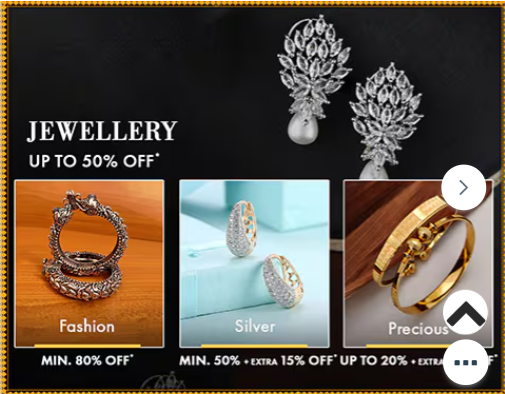 JEWELLERY
UP TO 50% OFF*
Fashion
Silver
Precious
MIN. 80% OFF*
MIN. 50% + EXTRA 15% OFF*
UP TO 20% + EXTRA